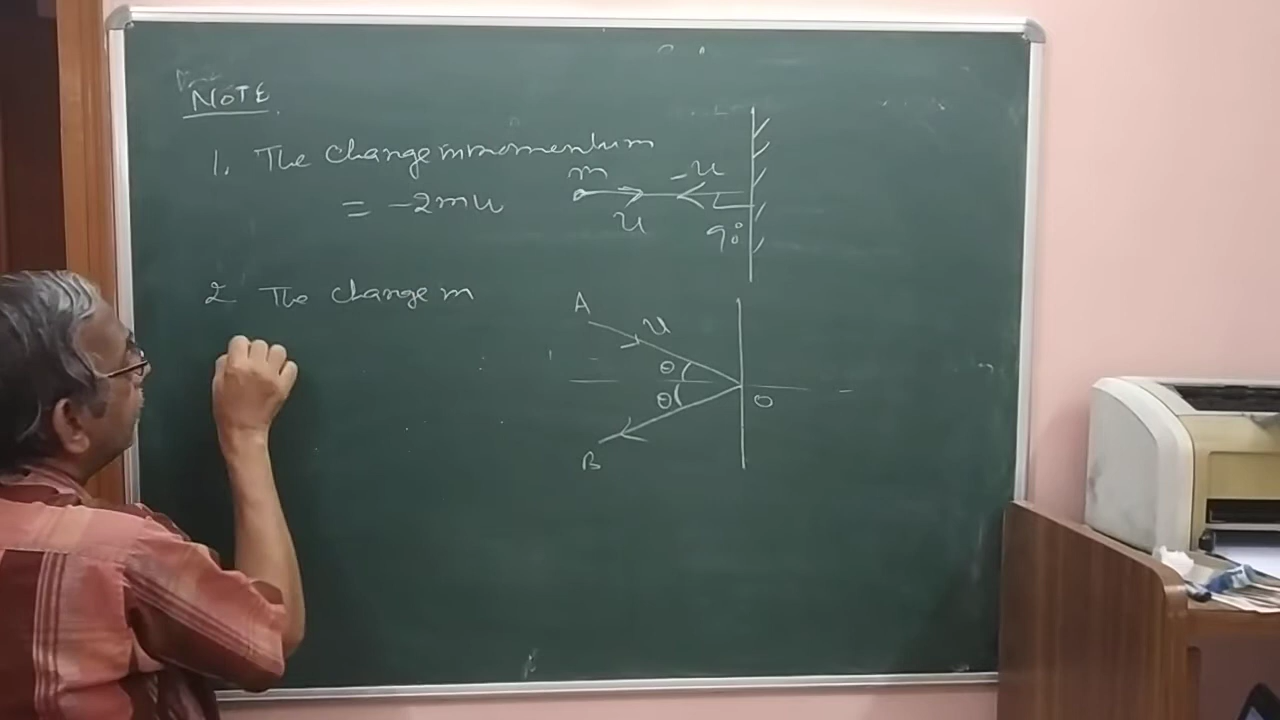 NOTE
1. The change in momentum
= -2mu
m
-u
u
90°
2 The change in
A
u
θ
θ
O
B